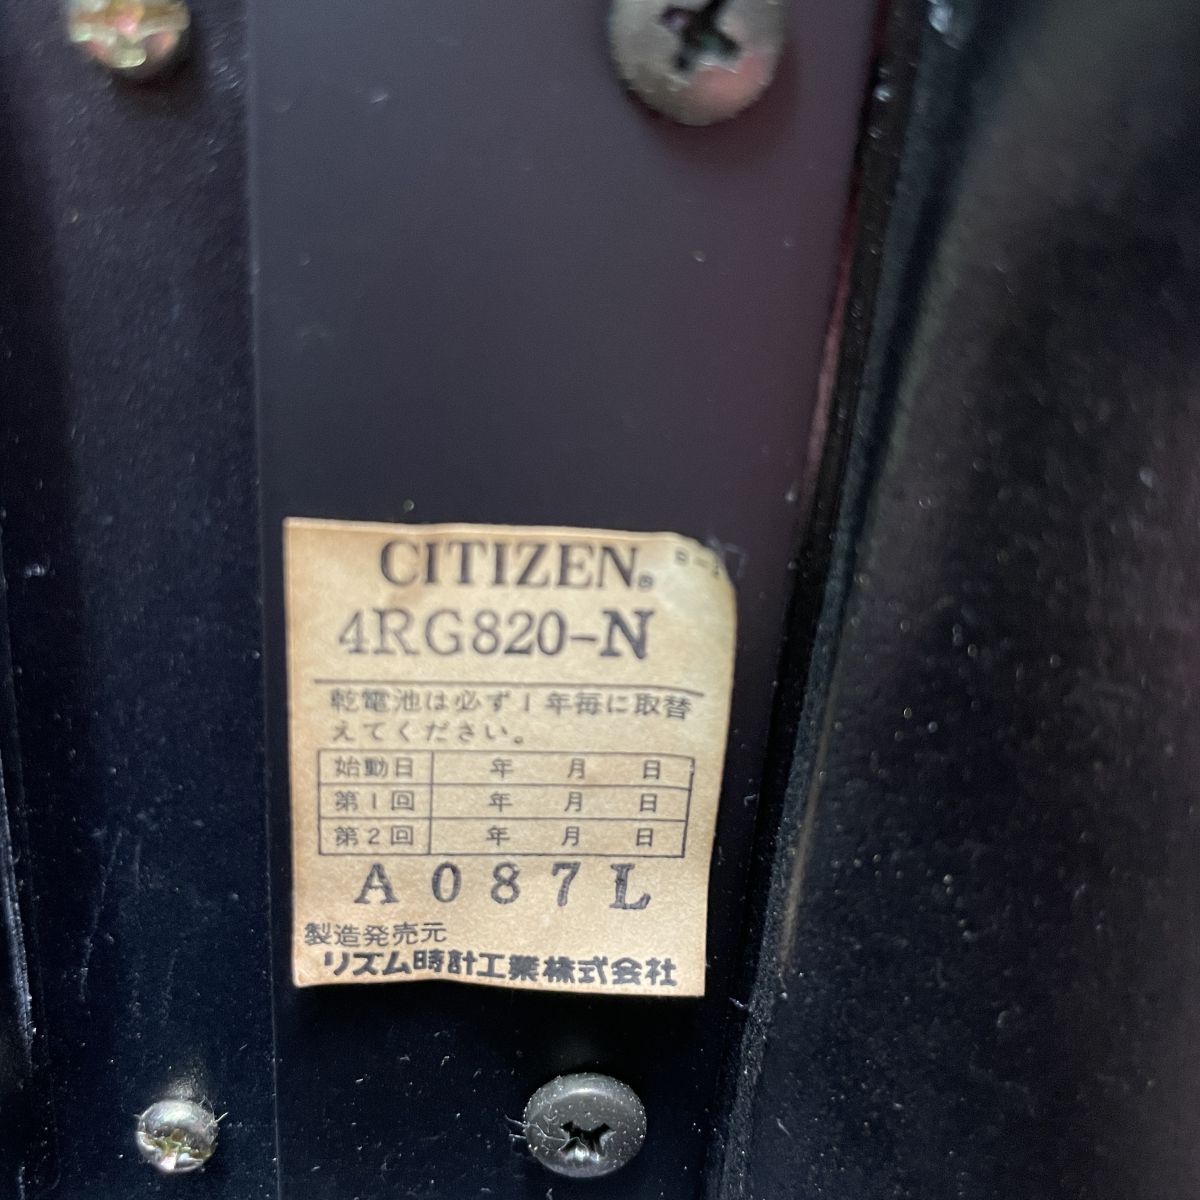 CITIZEN®
4RG820-N
乾電池は必ず1年毎に取替
えてください。
始動日 年 月 日
第1回 年 月 日
第2回 年 月 日
A087L
製造発売元
リズム時計工業株式会社